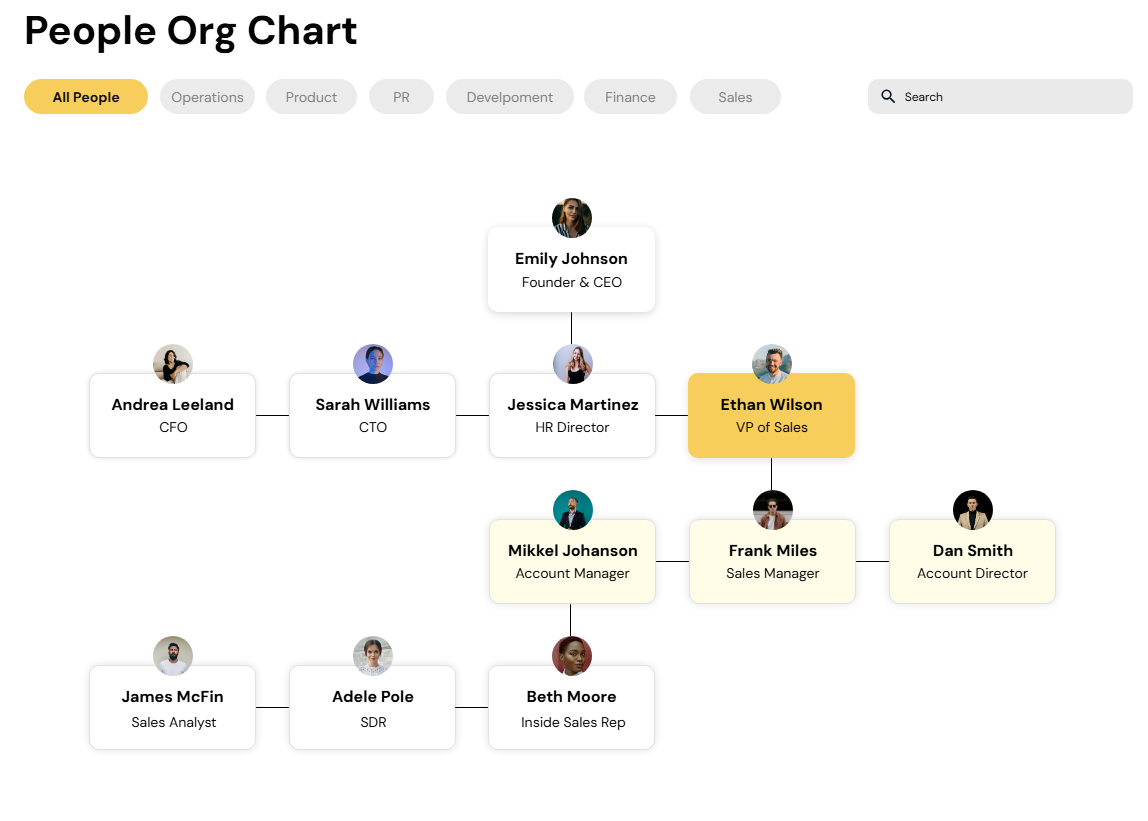 People Org Chart
All People
Operations
Product
PR
Develpoment
Finance
Sales
Search
Emily Johnson
Founder & CEO
Andrea Leeland
CFO
Sarah Williams
CTO
Jessica Martinez
HR Director
Ethan Wilson
VP of Sales
Mikkel Johanson
Account Manager
Frank Miles
Sales Manager
Dan Smith
Account Director
James McFin
Sales Analyst
Adele Pole
SDR
Beth Moore
Inside Sales Rep